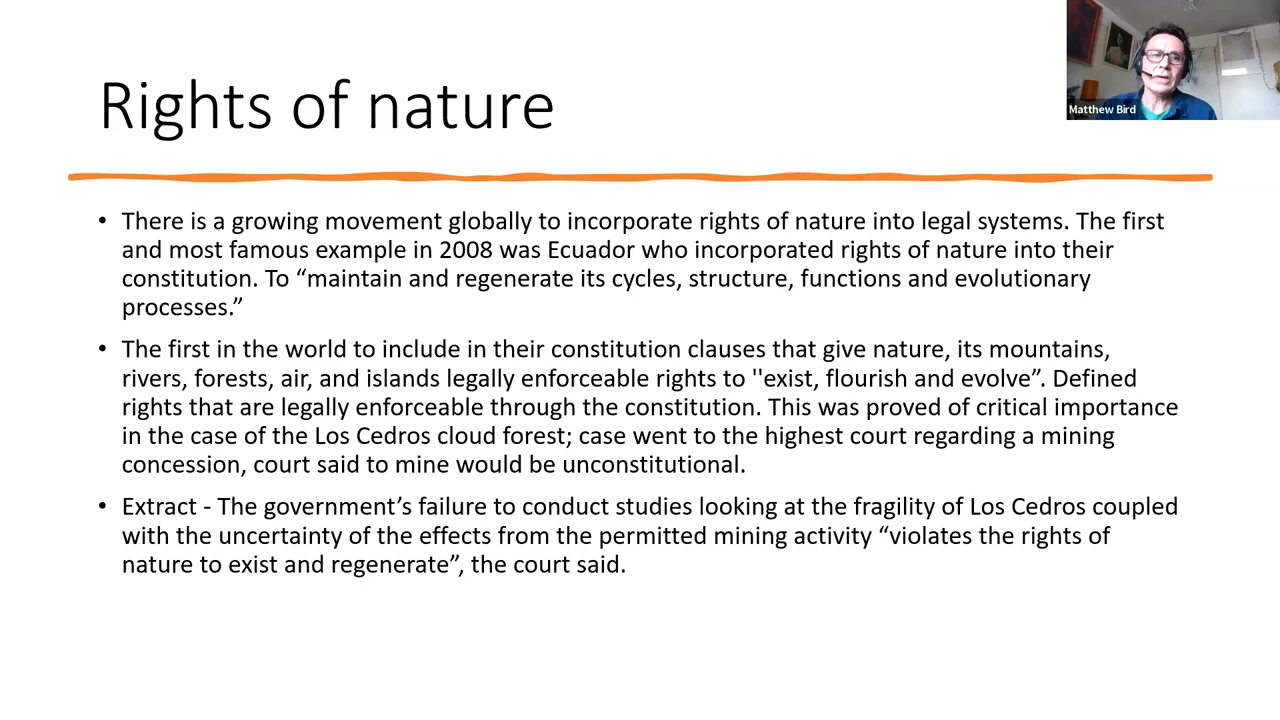 Rights of nature
Matthew Bird
• There is a growing movement globally to incorporate rights of nature into legal systems. The first
and most famous example in 2008 was Ecuador who incorporated rights of nature into their
constitution. To “maintain and regenerate its cycles, structure, functions and evolutionary
processes.”
• The first in the world to include in their constitution clauses that give nature, its mountains,
rivers, forests, air, and islands legally enforceable rights to ''exist, flourish and evolve”. Defined
rights that are legally enforceable through the constitution. This was proved of critical importance
in the case of the Los Cedros cloud forest; case went to the highest court regarding a mining
concession, court said to mine would be unconstitutional.
• Extract - The government’s failure to conduct studies looking at the fragility of Los Cedros coupled
with the uncertainty of the effects from the permitted mining activity “violates the rights of
nature to exist and regenerate”, the court said.